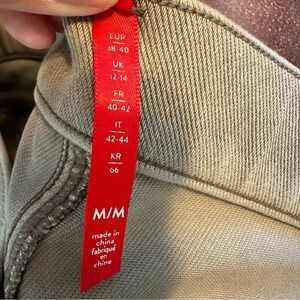 EUP
38-40
UK
12-14
FR
40-42
IT
42-44
KR
66
M/M
made in
china
fabriqué
en
chine